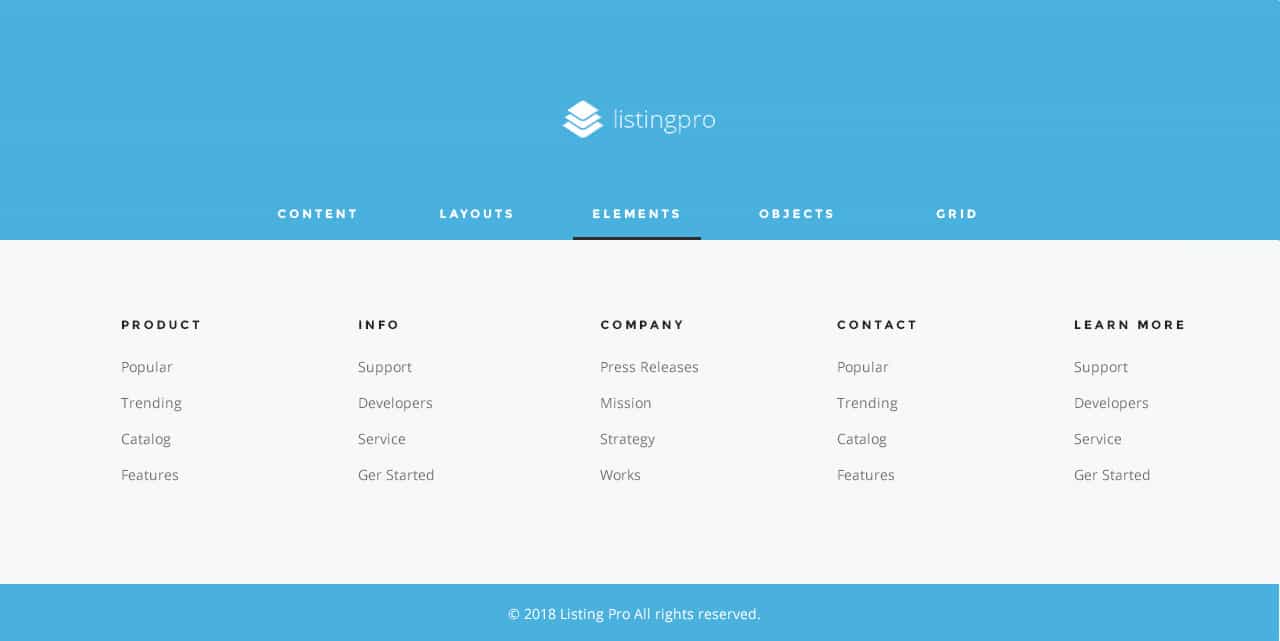 listingpro
CONTENT LAYOUTS ELEMENTS OBJECTS GRID
PRODUCT INFO COMPANY CONTACT LEARN MORE
Popular Support Press Releases Popular Support
Trending Developers Mission Trending Developers
Catalog Service Strategy Catalog Service
Features Ger Started Works Features Ger Started
© 2018 Listing Pro All rights reserved.